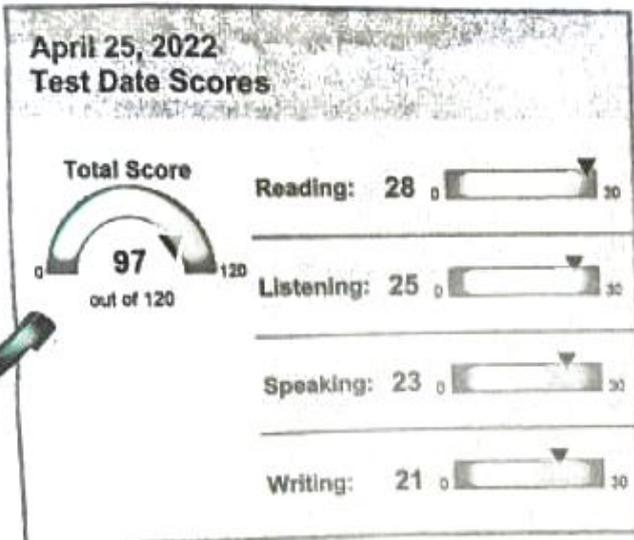 April 25, 2022
Test Date Scores
Total Score
0 97 120
out of 120
Reading: 28 0 30
Listening: 25 0 30
Speaking: 23 0 30
Writing: 21 0 30